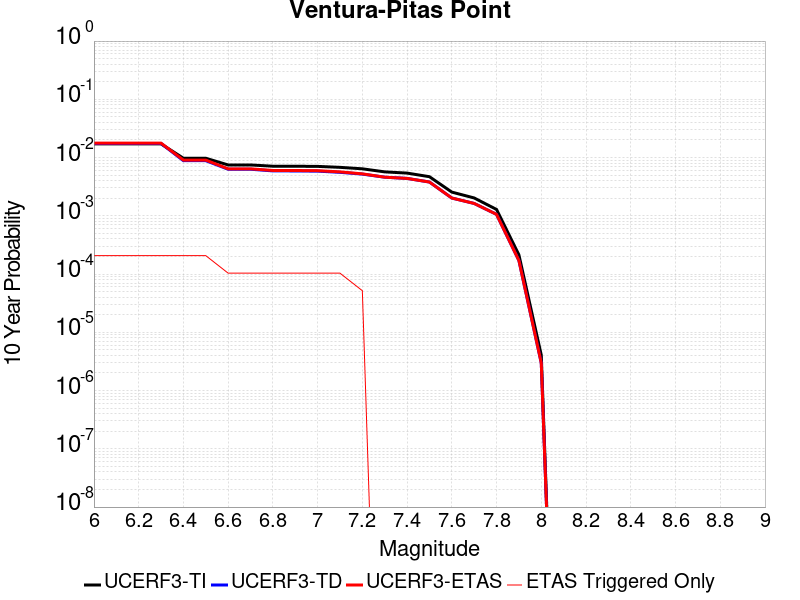 Ventura-Pitas Point
10 Year Probability
10^0
10^-1
10^-2
10^-3
10^-4
10^-5
10^-6
10^-7
10^-8
6 6.2 6.4 6.6 6.8 7 7.2 7.4 7.6 7.8 8 8.2 8.4 8.6 8.8 9
Magnitude
UCERF3-TI UCERF3-TD UCERF3-ETAS ETAS Triggered Only